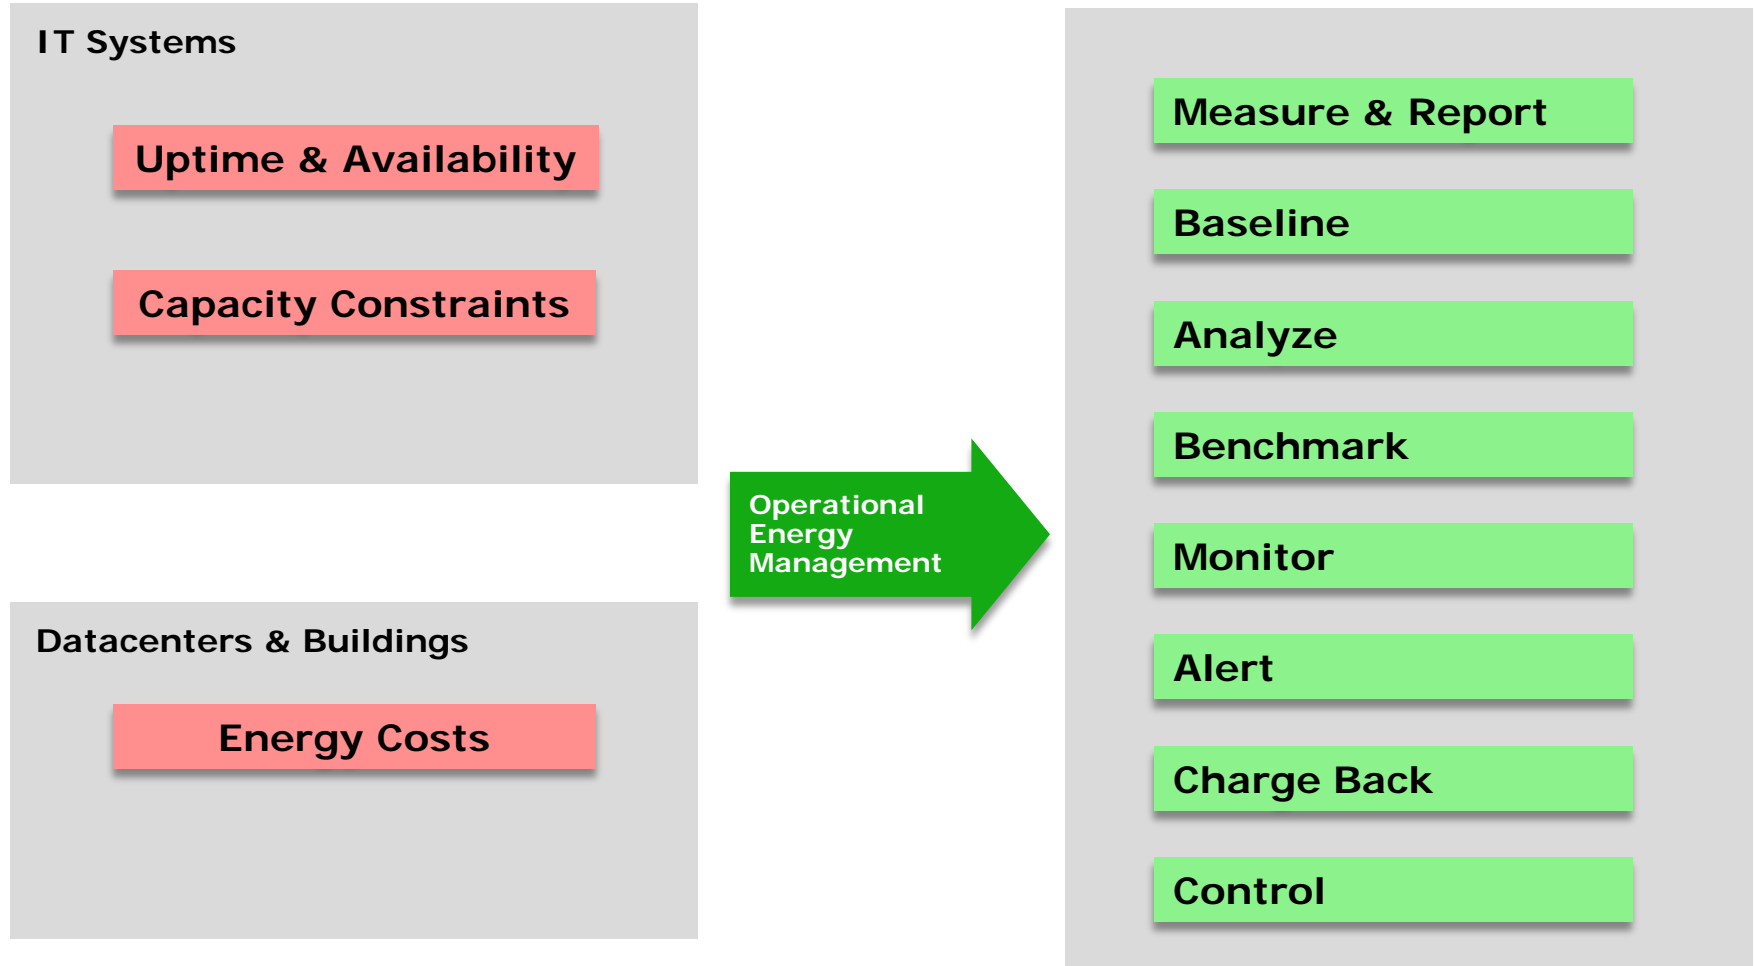 IT Systems
Uptime & Availability
Capacity Constraints
Datacenters & Buildings
Energy Costs
Operational
Energy
Management
Measure & Report
Baseline
Analyze
Benchmark
Monitor
Alert
Charge Back
Control